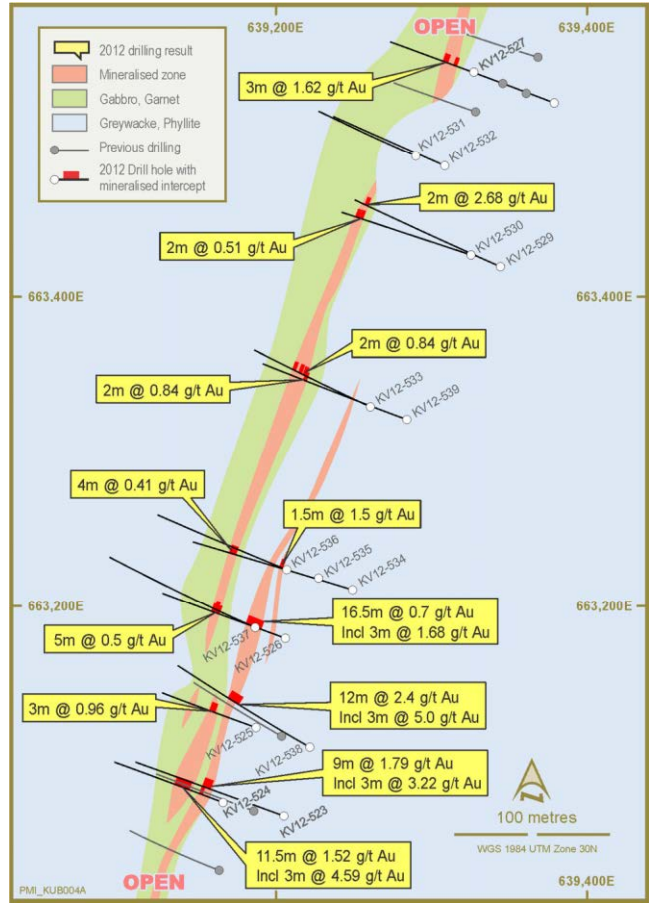 639,200
639,400
OPEN
2012 drilling result
Mineralised zone
Gabbro, Garnet
Greywacke, Phyllite
Previous drilling
2012 Drill hole with
mineralised intercept
KV12-527
3m @ 1.62 g/t Au
KV12-531
KV12-532
2m @ 2.68 g/t Au
2m @ 0.51 g/t Au
KV12-530
KV12-529
663,400E
663,400E
2m @ 0.84 g/t Au
2m @ 0.84 g/t Au
KV12-533
KV12-539
4m @ 0.41 g/t Au
1.5m @ 1.5 g/t Au
KV12-536
KV12-535
KV12-534
663,200E
663,200E
16.5m @ 0.7 g/t Au
Incl 3m @ 1.68 g/t Au
5m @ 0.5 g/t Au
KV12-537
KV12-526
12m @ 2.4 g/t Au
Incl 3m @ 5.0 g/t Au
3m @ 0.96 g/t Au
KV12-525
KV12-538
9m @ 1.79 g/t Au
Incl 3m @ 3.22 g/t Au
KV12-524
KV12-523
N
100 metres
WGS 1984 UTM Zone 30N
11.5m @ 1.52 g/t Au
Incl 3m @ 4.59 g/t Au
OPEN
PMI_KUB004A
639,200
639,400E